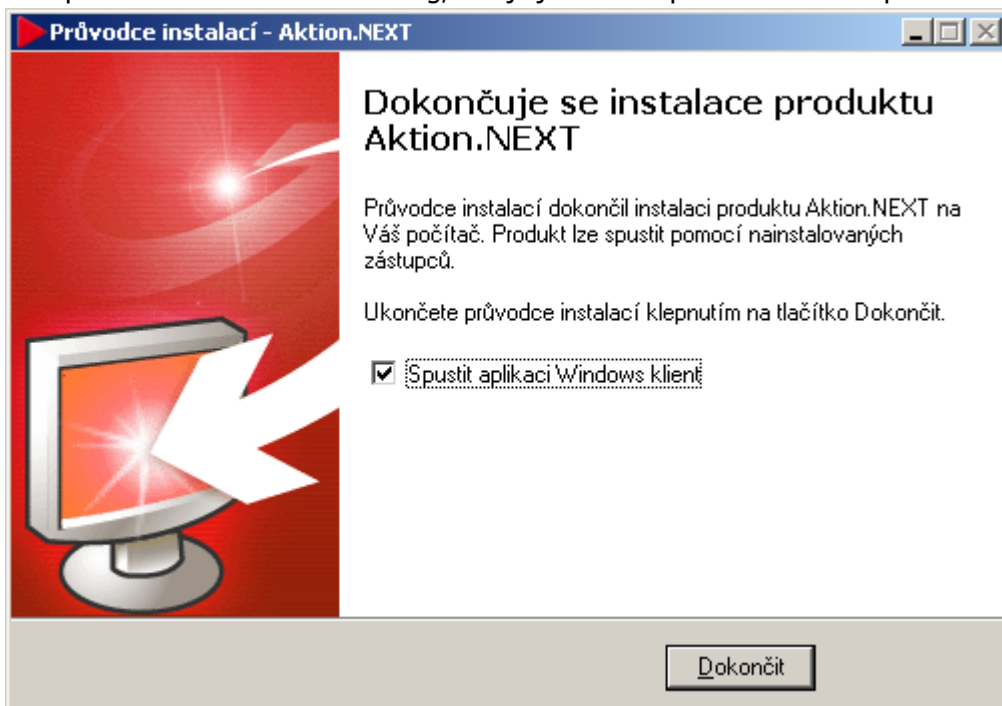 Průvodce instalací - Aktion.NEXT
Dokončuje se instalace produktu
Aktion.NEXT
Průvodce instalací dokončil instalaci produktu Aktion.NEXT na
Váš počítač. Produkt lze spustit pomocí nainstalovaných
zástupců.
Ukončete průvodce instalací klepnutím na tlačítko Dokončit.
Spustit aplikaci Windows klient
Dokončit